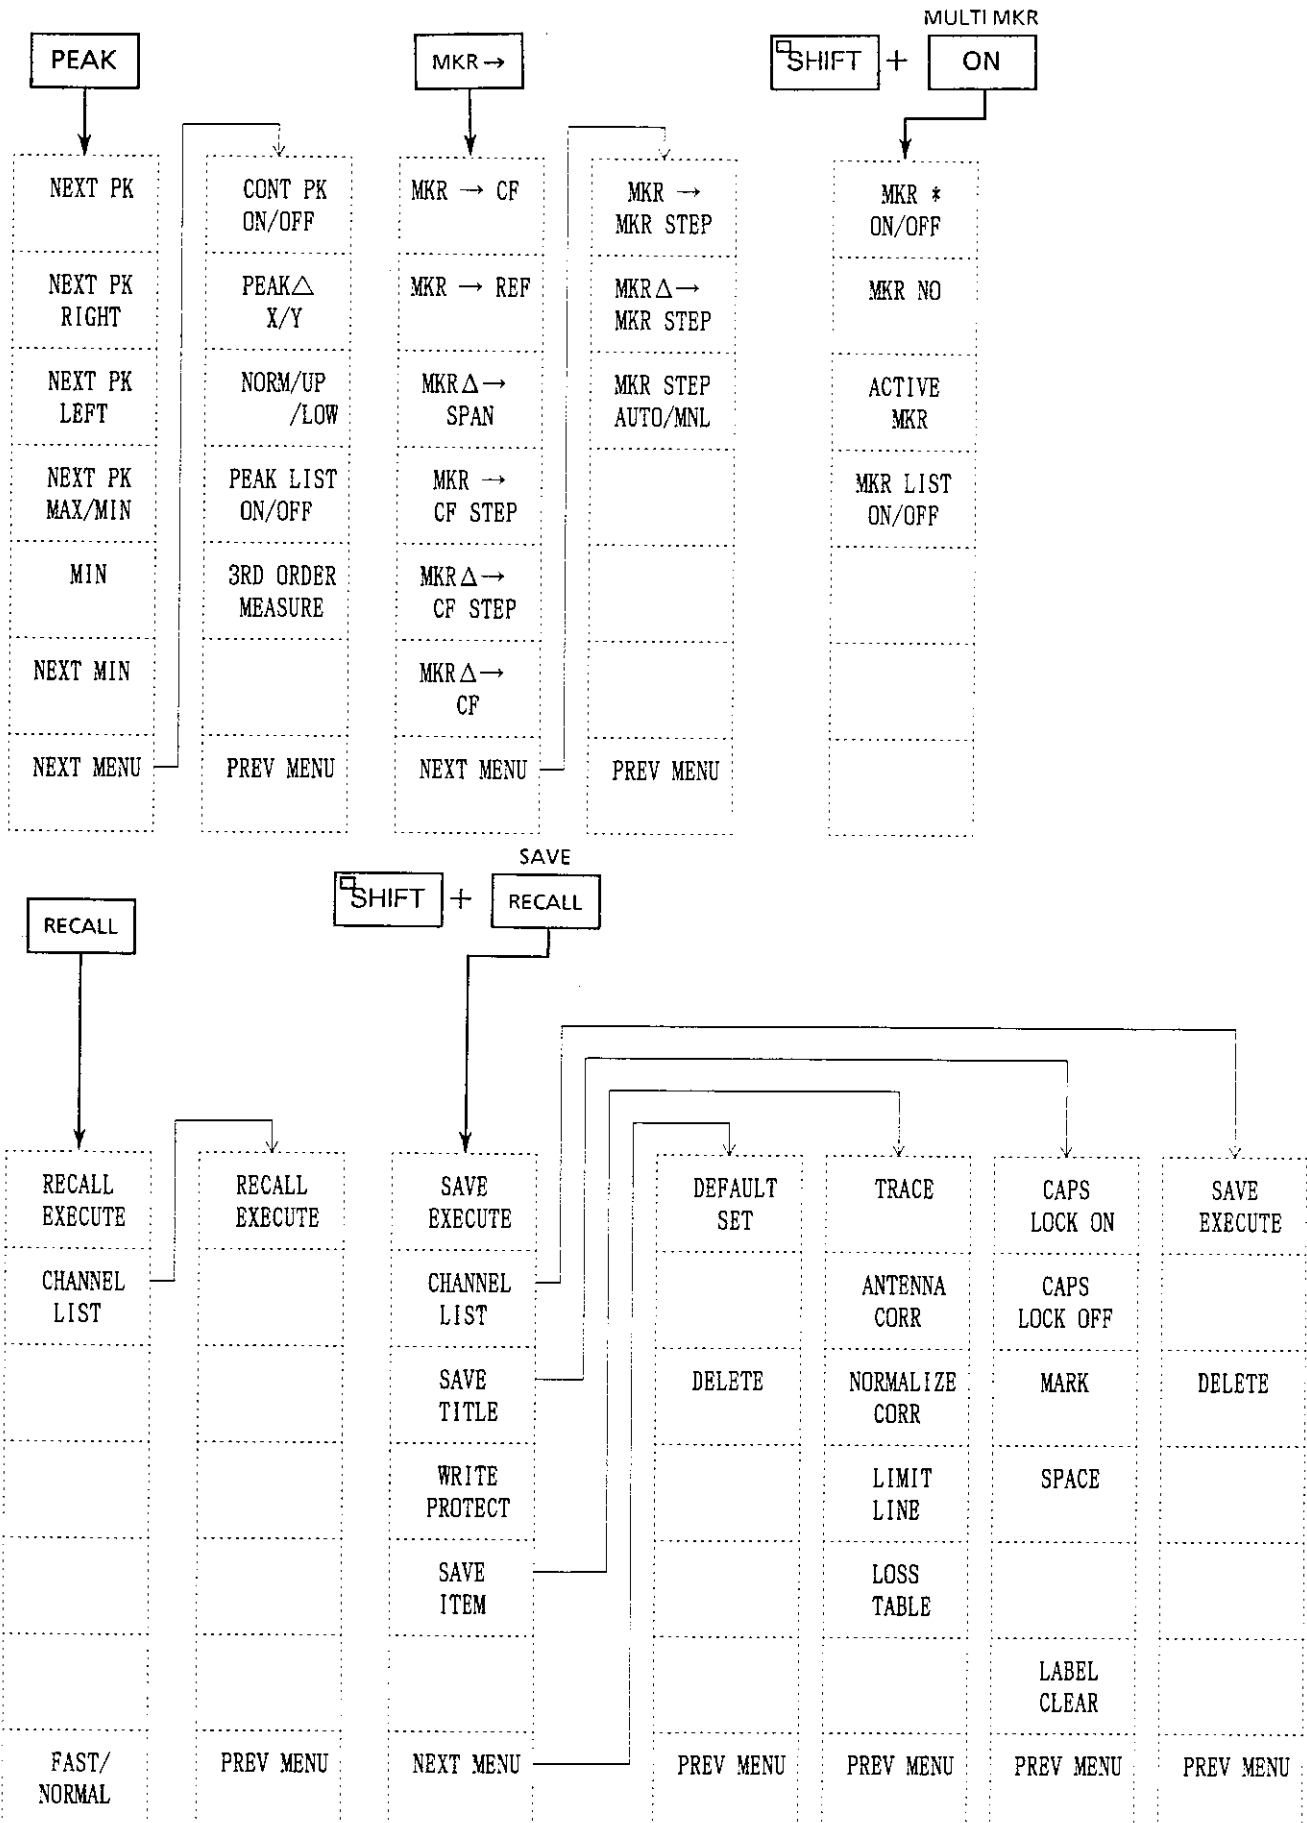 PEAK
NEXT PK
NEXT PK
RIGHT
NEXT PK
LEFT
NEXT PK
MAX/MIN
MIN
NEXT MIN
NEXT MENU
CONT PK
ON/OFF
PEAK△
X/Y
NORM/UP
/LOW
PEAK LIST
ON/OFF
3RD ORDER
MEASURE
PREV MENU
MKR →
MKR → CF
MKR → REF
MKRΔ→
SPAN
MKR →
CF STEP
MKRΔ→
CF STEP
MKRΔ→
CF
NEXT MENU
MKR →
MKR STEP
MKRΔ→
MKR STEP
MKR STEP
AUTO/MNL
PREV MENU
MULTI MKR
SHIFT + ON
MKR *
ON/OFF
MKR NO
ACTIVE
MKR
MKR LIST
ON/OFF
RECALL
RECALL
EXECUTE
CHANNEL
LIST
FAST/
NORMAL
RECALL
EXECUTE
PREV MENU
SAVE
SHIFT + RECALL
SAVE
EXECUTE
CHANNEL
LIST
SAVE
TITLE
WRITE
PROTECT
SAVE
ITEM
NEXT MENU
DEFAULT
SET
DELETE
PREV MENU
TRACE
ANTENNA
CORR
NORMALIZE
CORR
LIMIT
LINE
LOSS
TABLE
PREV MENU
CAPS
LOCK ON
CAPS
LOCK OFF
MARK
SPACE
LABEL
CLEAR
PREV MENU
SAVE
EXECUTE
DELETE
PREV MENU